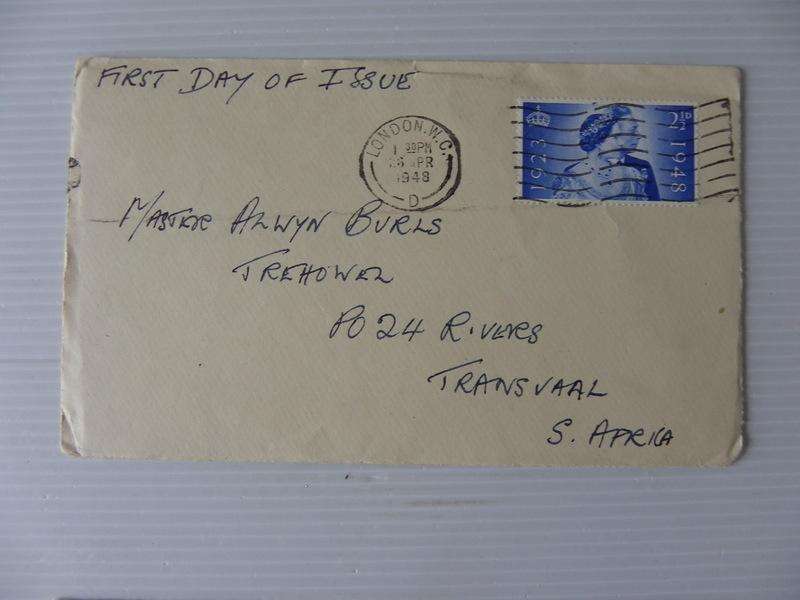 FIRST DAY OF ISSUE
LONDON. W.C.
1 30PM
26 APR
1948
D
1923
2½D
1948
MASTER ALWYN BURLS
TREHOWEL
PO 24 RIVERS
TRANSVAAL
S. AFRICA